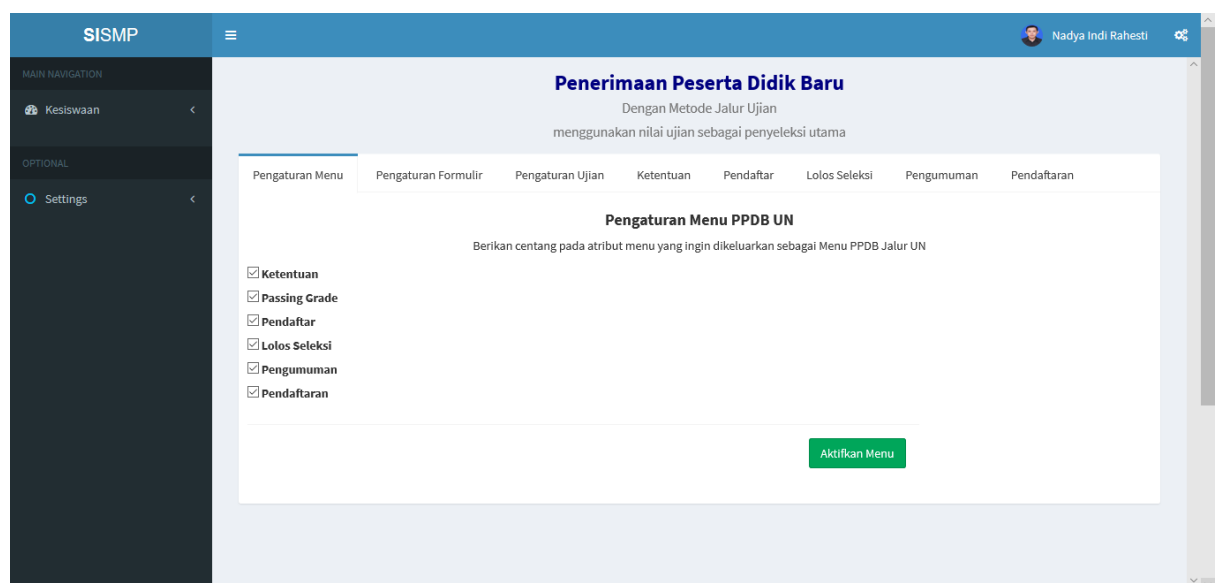 SISMP
Nadya Indi Rahesti
MAIN NAVIGATION
Kesiswaan
OPTIONAL
Settings
Penerimaan Peserta Didik Baru
Dengan Metode Jalur Ujian
menggunakan nilai ujian sebagai penyeleksi utama
Pengaturan Menu Pengaturan Formulir Pengaturan Ujian Ketentuan Pendaftar Lolos Seleksi Pengumuman Pendaftaran
Pengaturan Menu PPDB UN
Berikan centang pada atribut menu yang ingin dikeluarkan sebagai Menu PPDB Jalur UN
Ketentuan
Passing Grade
Pendaftar
Lolos Seleksi
Pengumuman
Pendaftaran
Aktifkan Menu